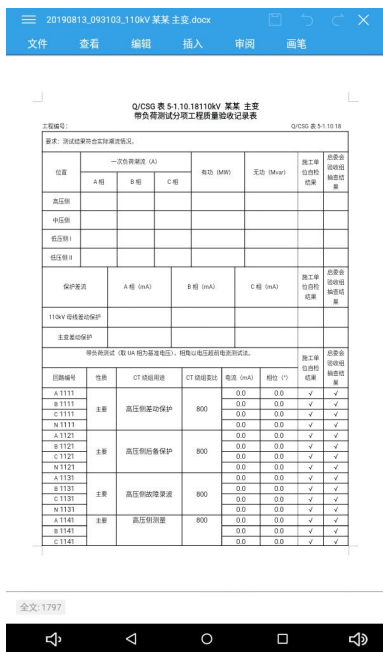 20190813_093103_110kV 某某 主变.docx
文件 查看 编辑 插入 审阅 画笔
Q/CSG 表 5-1.10.18110kV 某某 主变
带负荷测试分项工程质量验收记录表
工程编号： Q/CSG 表 5-1.10.18
要求：测试结果符合实际潮流情况。
位置 一次负荷潮流（A） 有功（MW） 无功（Mvar） 施工单位自检结果 启委会验收组抽查结果
A 相 B 相 C 相
高压侧
中压侧
低压侧 I
低压侧 II
保护差流 A 相（mA） B 相（mA） C 相（mA） 施工单位自检结果 启委会验收组抽查结果
110kV 母线差动保护
主变差动保护
带负荷测试（取 UA 相为基准电压），相角以电压超前电流测试法。 施工单位自检结果 启委会验收组抽查结果
回路编号 性质 CT 绕组用途 CT 绕组变比 电流（mA） 相位（°）
A 1111 主要 高压侧差动保护 800 0.0 0.0 √ √
B 1111 0.0 0.0 √ √
C 1111 0.0 0.0 √ √
N 1111 0.0 0.0 √ √
A 1121 主要 高压侧后备保护 800 0.0 0.0 √ √
B 1121 0.0 0.0 √ √
C 1121 0.0 0.0 √ √
N 1121 0.0 0.0 √ √
A 1131 主要 高压侧故障录波 800 0.0 0.0 √ √
B 1131 0.0 0.0 √ √
C 1131 0.0 0.0 √ √
N 1131 0.0 0.0 √ √
A 1141 主要 高压侧测量 800 0.0 0.0 √ √
B 1141 0.0 0.0 √ √
C 1141 0.0 0.0 √ √
全文:1797